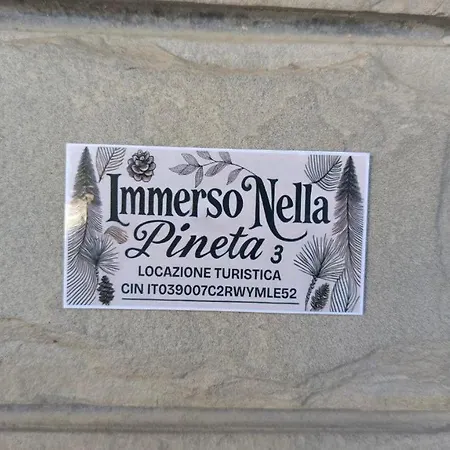 Immerso Nella
Pineta 3
LOCAZIONE TURISTICA
CIN IT039007C2RWYMLE52